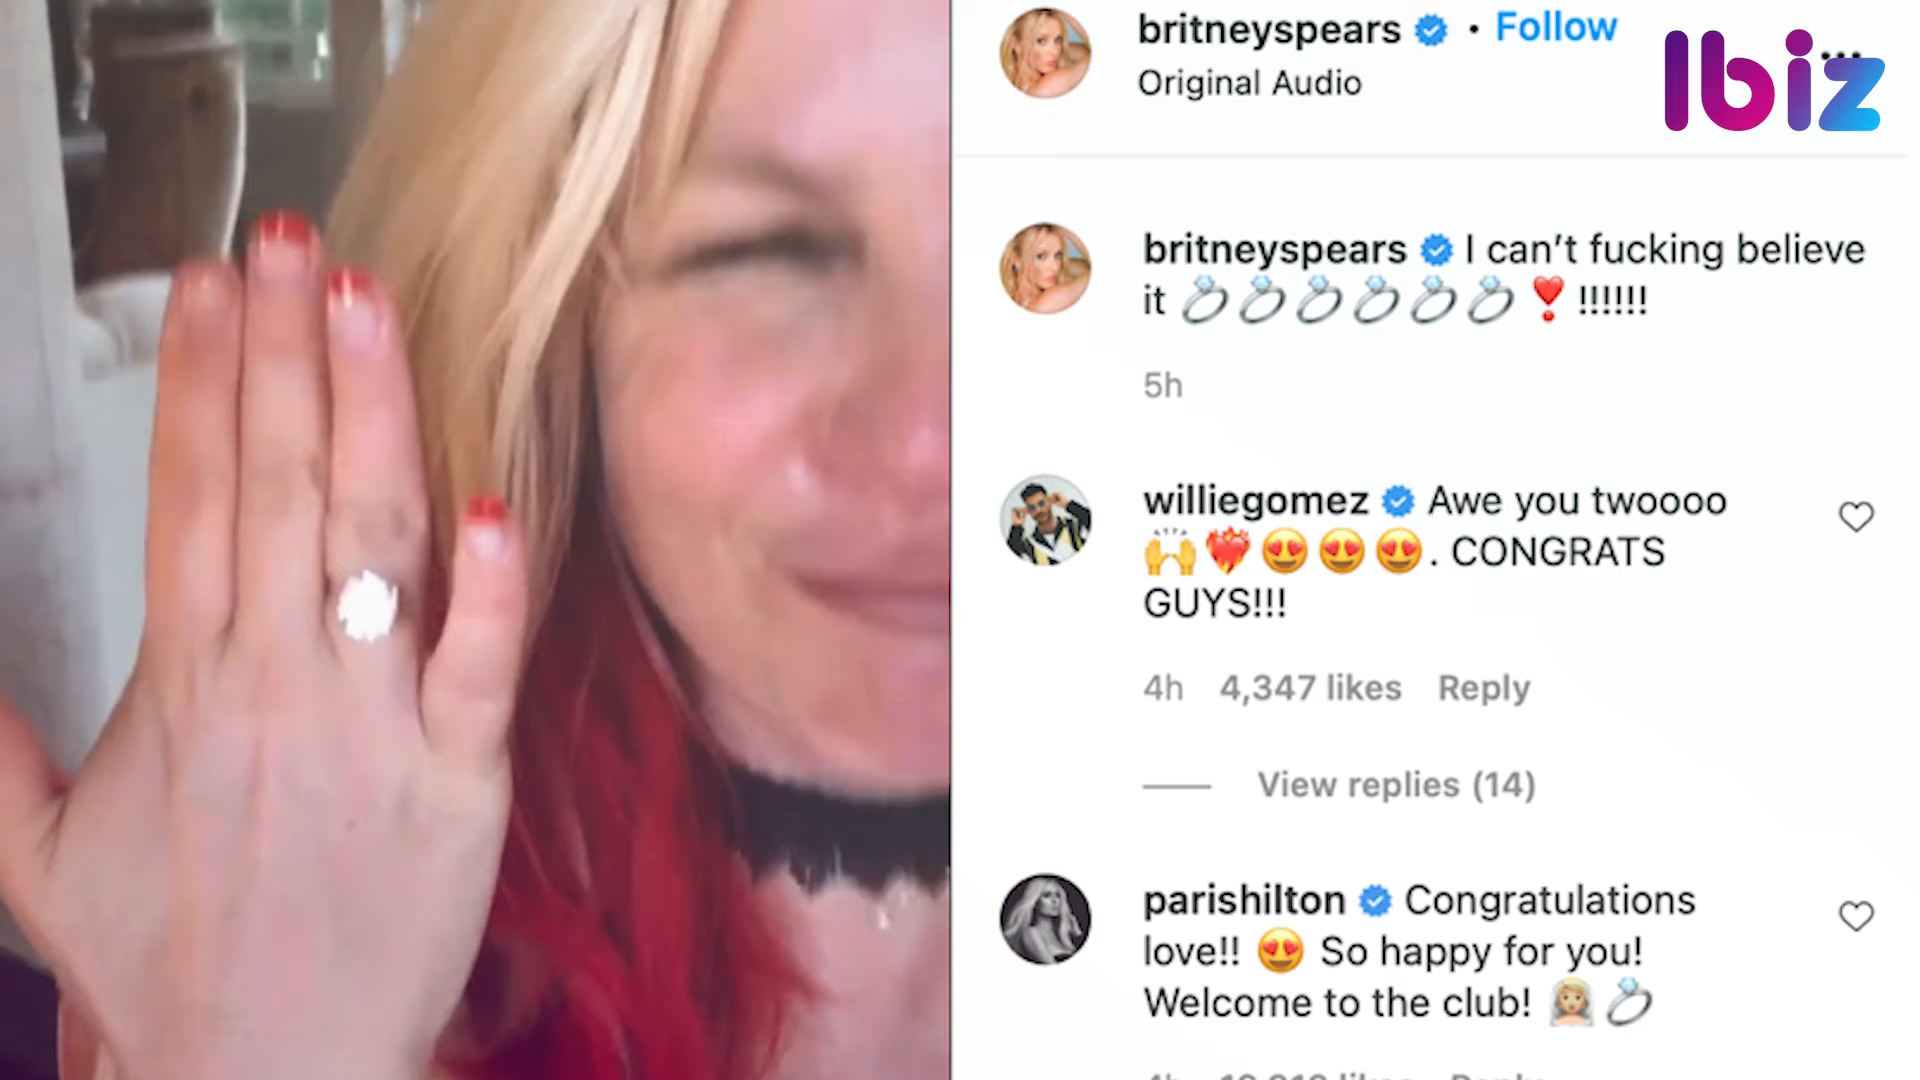 britneyspears • Follow
Original Audio
Ibiz
britneyspears I can't fucking believe
it 💍💍💍💍💍💍❣️!!!!!!
5h
williegomez Awe you twoooo
🙌❤️‍🔥😍😍😍. CONGRATS
GUYS!!!
4h 4,347 likes Reply
View replies (14)
parishilton Congratulations
love!! 😍 So happy for you!
Welcome to the club! 👰🏼💍